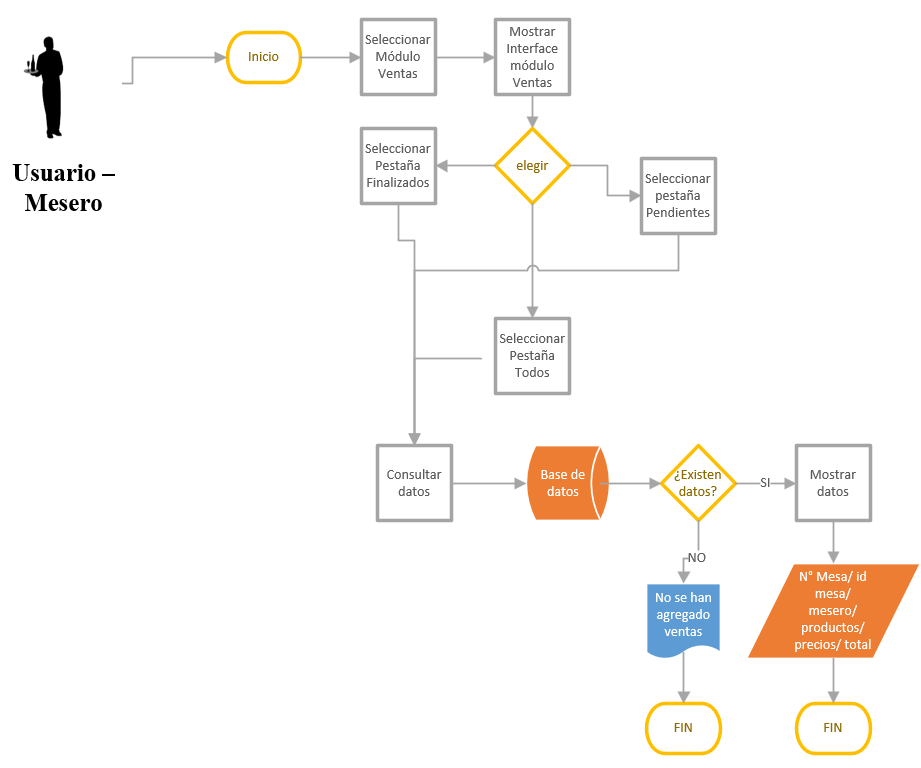 Usuario –
Mesero
Inicio
Seleccionar
Módulo
Ventas
Mostrar
Interface
módulo
Ventas
elegir
Seleccionar
Pestaña
Finalizados
Seleccionar
pestaña
Pendientes
Seleccionar
Pestaña
Todos
Consultar
datos
Base de
datos
¿Existen
datos?
SI
Mostrar
datos
NO
No se han
agregado
ventas
N° Mesa/ id
mesa/
mesero/
productos/
precios/ total
FIN
FIN